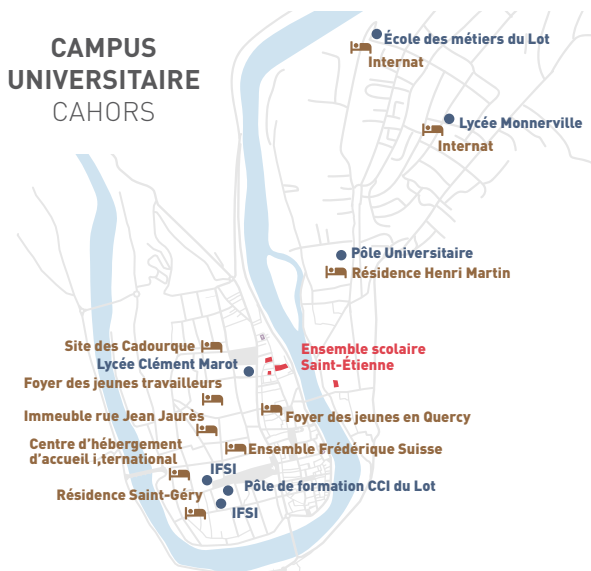 CAMPUS
UNIVERSITAIRE
CAHORS
École des métiers du Lot
Internat
Lycée Monnerville
Internat
Pôle Universitaire
Résidence Henri Martin
Site des Cadourque
Ensemble scolaire
Saint-Étienne
Lycée Clément Marot
Foyer des jeunes travailleurs
Immeuble rue Jean Jaurès
Foyer des jeunes en Quercy
Centre d’hébergement
d’accueil i,ternational
Ensemble Frédérique Suisse
IFSI
Pôle de formation CCI du Lot
Résidence Saint-Géry
IFSI